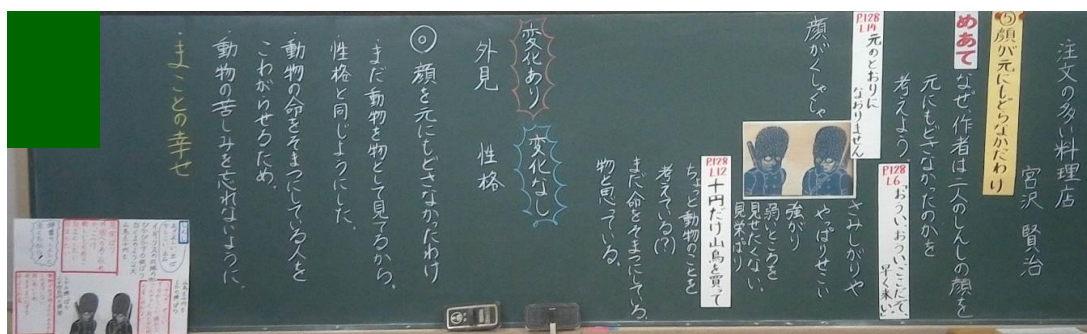 注文の多い料理店
宮沢 賢治
⑤顔が元にもどらなかったわけ
めあて
なぜ、作者は二人のしんしの顔を
元にもどさなかったのかを
考えよう。
P.128
L6
「おうい、おうい、ここだぞ、
早く来い。」
P.128
L14
元のとおりに
なおりません
顔がくしゃくしゃ
さみしがりや
やっぱりせこい
強がり
弱いところを
見せたくない。
見栄ばり
P.128
L12
十円だけ山鳥を買って
ちょっと動物のことを
考えている(?)
まだ命をそまつにしている。
物と思っている。
変化あり
変化なし
外見
性格
◎顔を元にもどさなかったわけ
・まだ動物を物として見てるから。
性格と同じようにした。
・動物の命をそまつにしている人を
こわがらせるため。
・動物の苦しみを忘れないように。
・まことの幸せ